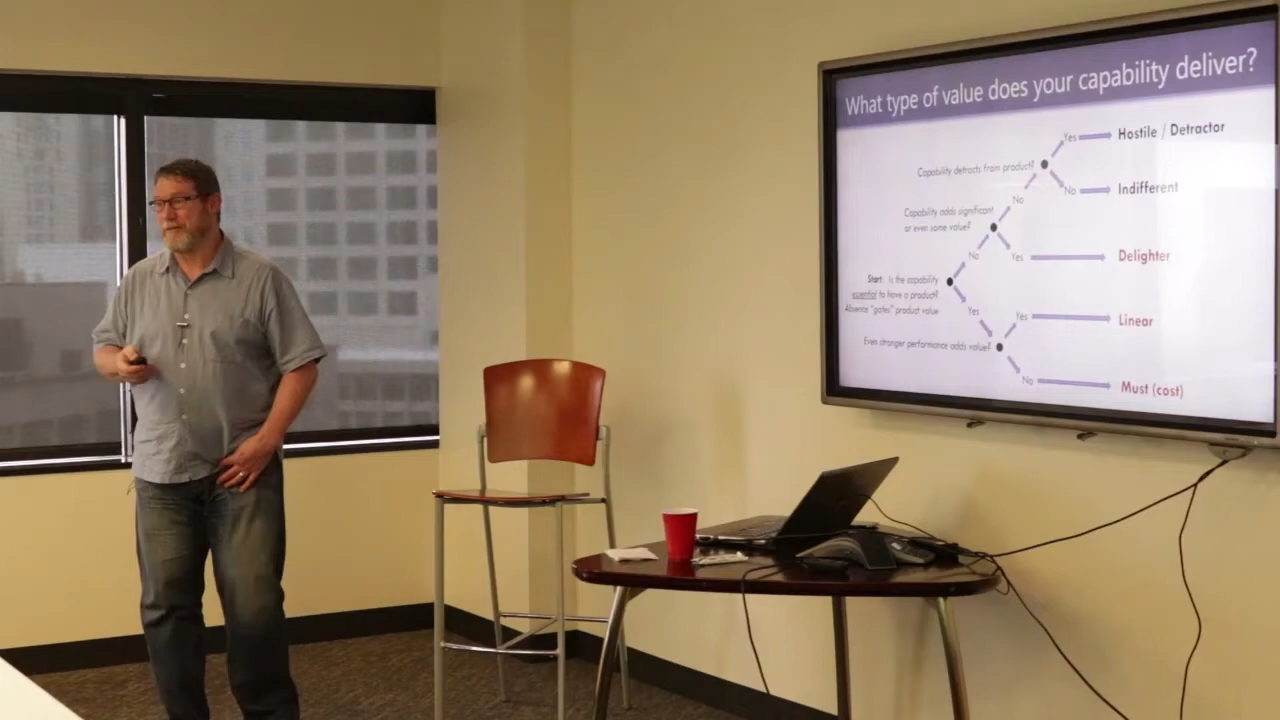 What type of value does your capability deliver?
Yes
Hostile / Detractor
Capability detracts from product?
No
Indifferent
No
Capability adds significant
or even some value?
No
Yes
Delighter
Start: Is the capability
essential to have a product?
Absence "gates" product value
Yes
Yes
Linear
Even stronger performance adds value?
No
Must (cost)